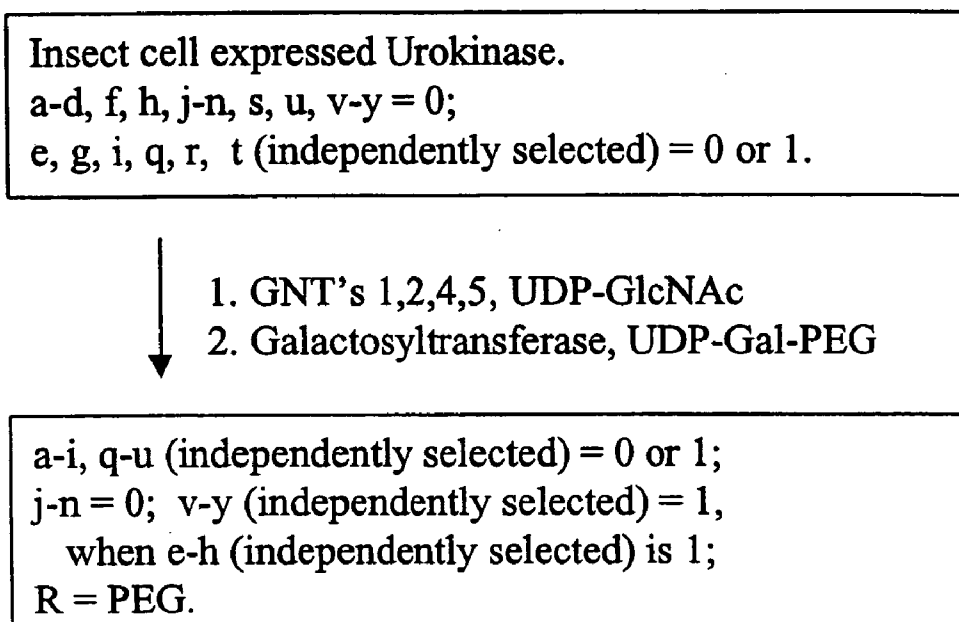 Insect cell expressed Urokinase.
a-d, f, h, j-n, s, u, v-y = 0;
e, g, i, q, r, t (independently selected) = 0 or 1.
1. GNT's 1,2,4,5, UDP-GlcNAc
2. Galactosyltransferase, UDP-Gal-PEG
a-i, q-u (independently selected) = 0 or 1;
j-n = 0; v-y (independently selected) = 1,
when e-h (independently selected) is 1;
R = PEG.